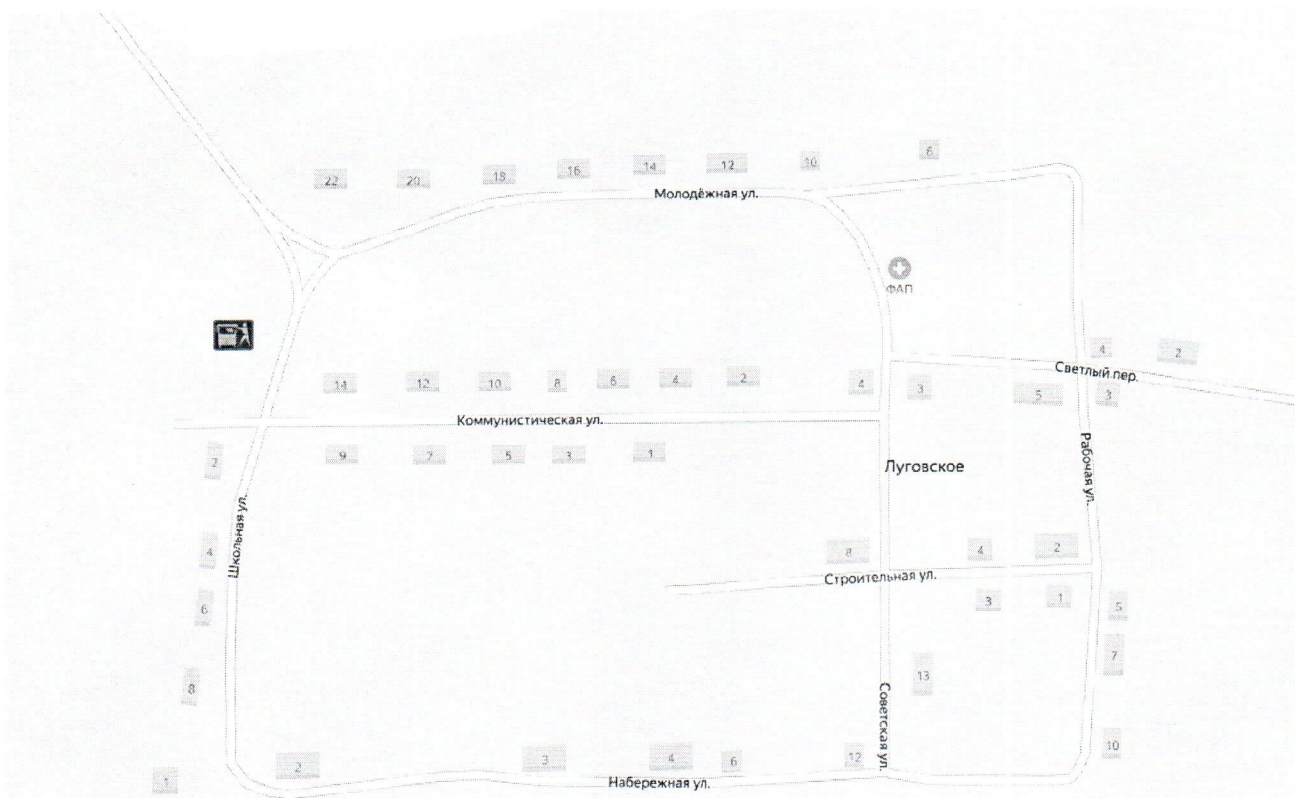 6
22 20 18 16 14 12 10
Молодёжная ул.
ФАП
4 2
Светлый пер.
14 12 10 8 6 4 2 4 3 5 3
Коммунистическая ул.
2 9 7 5 3 1
Луговское
Рабочая ул.
Школьная ул.
4 8 4 2
Строительная ул.
6 3 1 5
7
8 13
Советская ул.
10
1 2 3 4 6 12
Набережная ул.